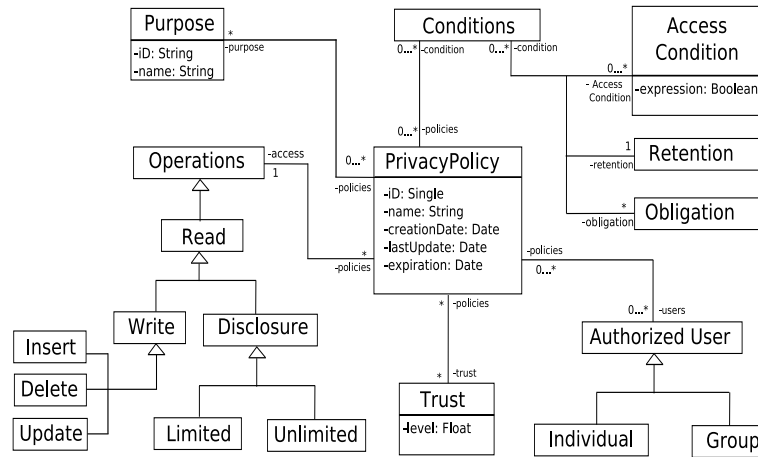 Purpose
-iD: String
-name: String
*
-purpose
Conditions
0...*
-condition
0...*
-condition
Access
Condition
-expression: Boolean
0...*
- Access
Condition
1
-retention
Retention
*
-obligation
Obligation
0...*
-policies
Operations
-access
1
0...*
-policies
PrivacyPolicy
-iD: Single
-name: String
-creationDate: Date
-lastUpdate: Date
-expiration: Date
*
-policies
-policies
0...*
Read
Write
Disclosure
Insert
Delete
Update
Limited
Unlimited
*
-policies
*
-trust
Trust
-level: Float
0...*
-users
Authorized User
Individual
Group